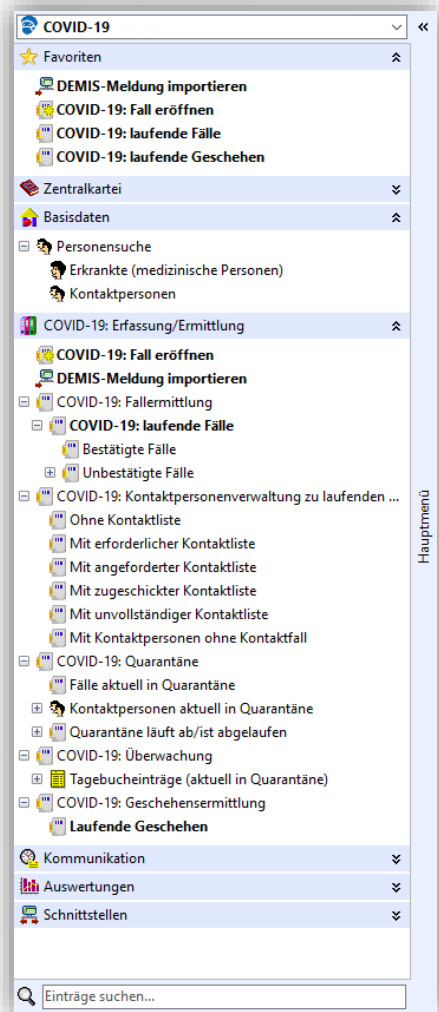 COVID-19
Favoriten
DEMIS-Meldung importieren
COVID-19: Fall eröffnen
COVID-19: laufende Fälle
COVID-19: laufende Geschehen
Zentralkartei
Basisdaten
Personensuche
Erkrankte (medizinische Personen)
Kontaktpersonen
COVID-19: Erfassung/Ermittlung
COVID-19: Fall eröffnen
DEMIS-Meldung importieren
COVID-19: Fallermittlung
COVID-19: laufende Fälle
Bestätigte Fälle
Unbestätigte Fälle
COVID-19: Kontaktpersonenverwaltung zu laufenden ...
Ohne Kontaktliste
Mit erforderlicher Kontaktliste
Mit angeforderter Kontaktliste
Mit zugeschickter Kontaktliste
Mit unvollständiger Kontaktliste
Mit Kontaktpersonen ohne Kontaktfall
COVID-19: Quarantäne
Fälle aktuell in Quarantäne
Kontaktpersonen aktuell in Quarantäne
Quarantäne läuft ab/ist abgelaufen
COVID-19: Überwachung
Tagebucheinträge (aktuell in Quarantäne)
COVID-19: Geschehensermittlung
Laufende Geschehen
Kommunikation
Auswertungen
Schnittstellen
Einträge suchen...
Hauptmenü